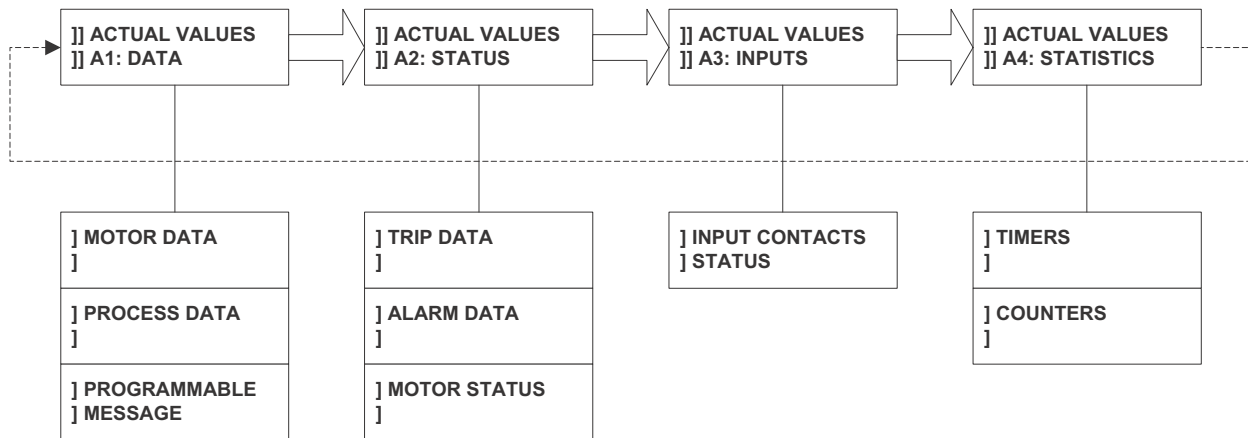 ]] ACTUAL VALUES
]] A1: DATA
]] ACTUAL VALUES
]] A2: STATUS
]] ACTUAL VALUES
]] A3: INPUTS
]] ACTUAL VALUES
]] A4: STATISTICS
] MOTOR DATA
]
] PROCESS DATA
]
] PROGRAMMABLE
] MESSAGE
] TRIP DATA
]
] ALARM DATA
]
] MOTOR STATUS
]
] INPUT CONTACTS
] STATUS
] TIMERS
]
] COUNTERS
]